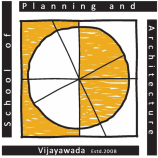 School of
Planning and
Architecture
Vijayawada Estd.2008